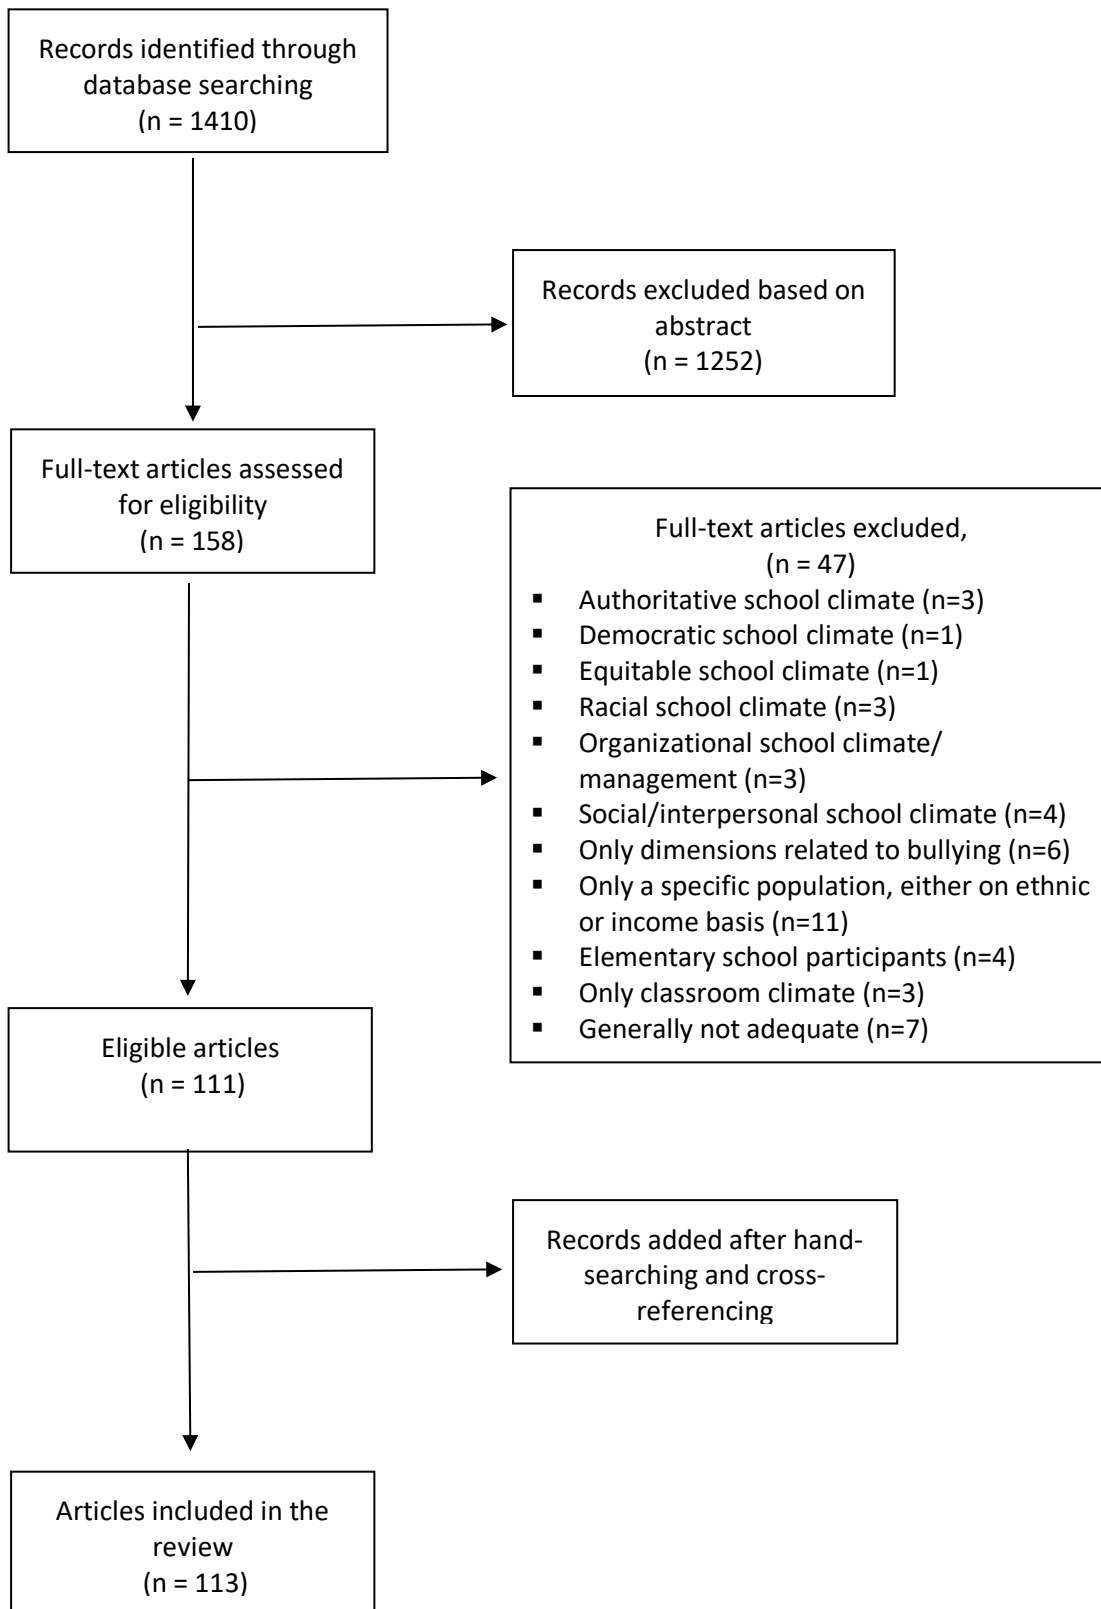 Records identified through
database searching
(n = 1410)
Records excluded based on
abstract
(n = 1252)
Full-text articles assessed
for eligibility
(n = 158)
Full-text articles excluded,
(n = 47)
▪ Authoritative school climate (n=3)
▪ Democratic school climate (n=1)
▪ Equitable school climate (n=1)
▪ Racial school climate (n=3)
▪ Organizational school climate/
management (n=3)
▪ Social/interpersonal school climate (n=4)
▪ Only dimensions related to bullying (n=6)
▪ Only a specific population, either on ethnic
or income basis (n=11)
▪ Elementary school participants (n=4)
▪ Only classroom climate (n=3)
▪ Generally not adequate (n=7)
Eligible articles
(n = 111)
Records added after hand-
searching and cross-
referencing
Articles included in the
review
(n = 113)